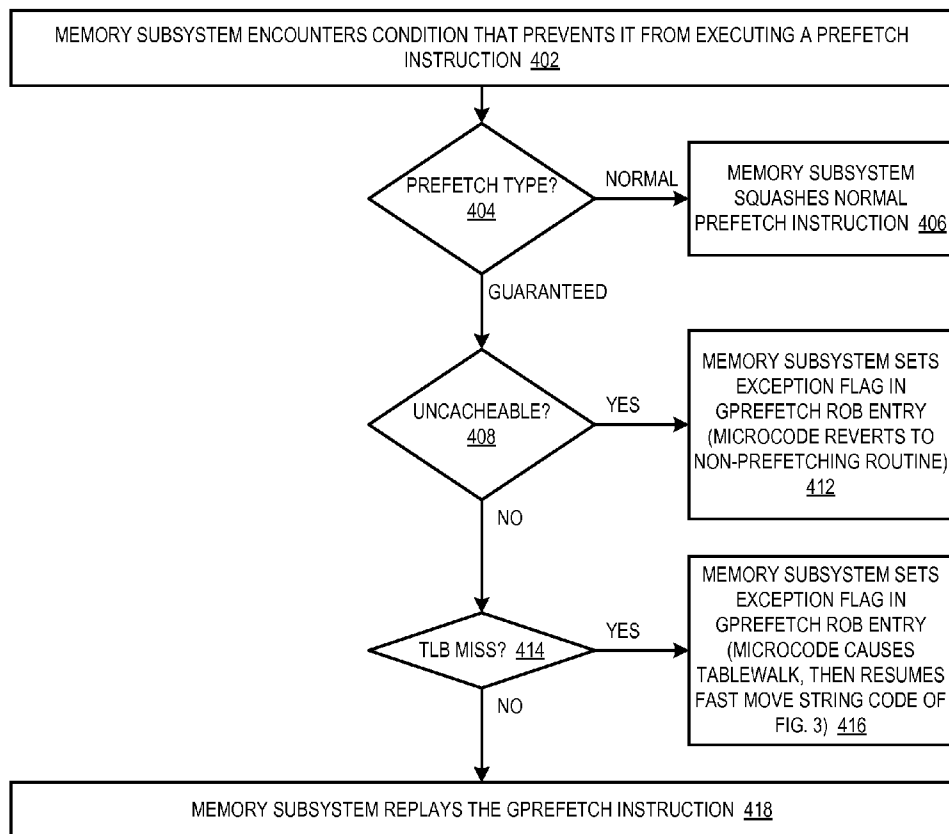 MEMORY SUBSYSTEM ENCOUNTERS CONDITION THAT PREVENTS IT FROM EXECUTING A PREFETCH
INSTRUCTION 402
PREFETCH TYPE?
404
NORMAL
MEMORY SUBSYSTEM
SQUASHES NORMAL
PREFETCH INSTRUCTION 406
GUARANTEED
UNCACHEABLE?
408
YES
MEMORY SUBSYSTEM SETS
EXCEPTION FLAG IN
GPREFETCH ROB ENTRY
(MICROCODE REVERTS TO
NON-PREFETCHING ROUTINE)
412
NO
TLB MISS? 414
YES
MEMORY SUBSYSTEM SETS
EXCEPTION FLAG IN
GPREFETCH ROB ENTRY
(MICROCODE CAUSES
TABLEWALK, THEN RESUMES
FAST MOVE STRING CODE OF
FIG. 3) 416
NO
MEMORY SUBSYSTEM REPLAYS THE GPREFETCH INSTRUCTION 418